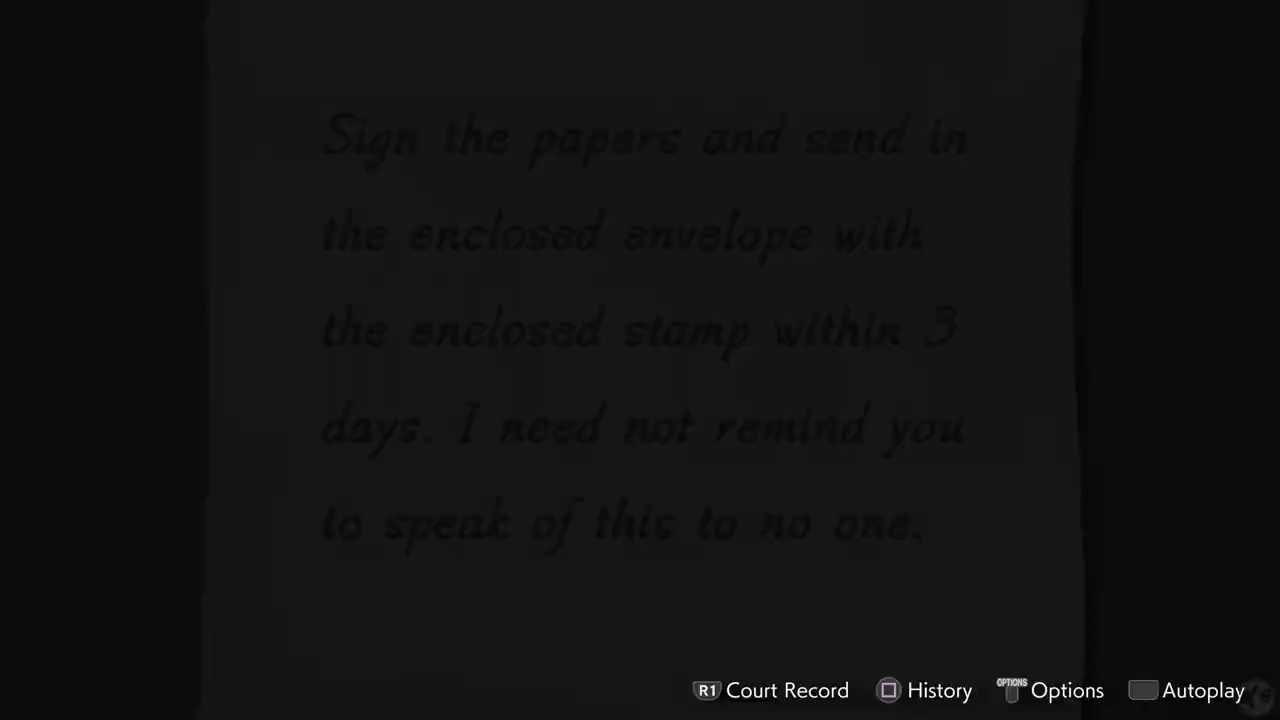 Sign the papers and send in
the enclosed envelope with
the enclosed stamp within 3
days. I need not remind you
to speak of this to no one.
R1 Court Record
History
OPTIONS Options
Autoplay